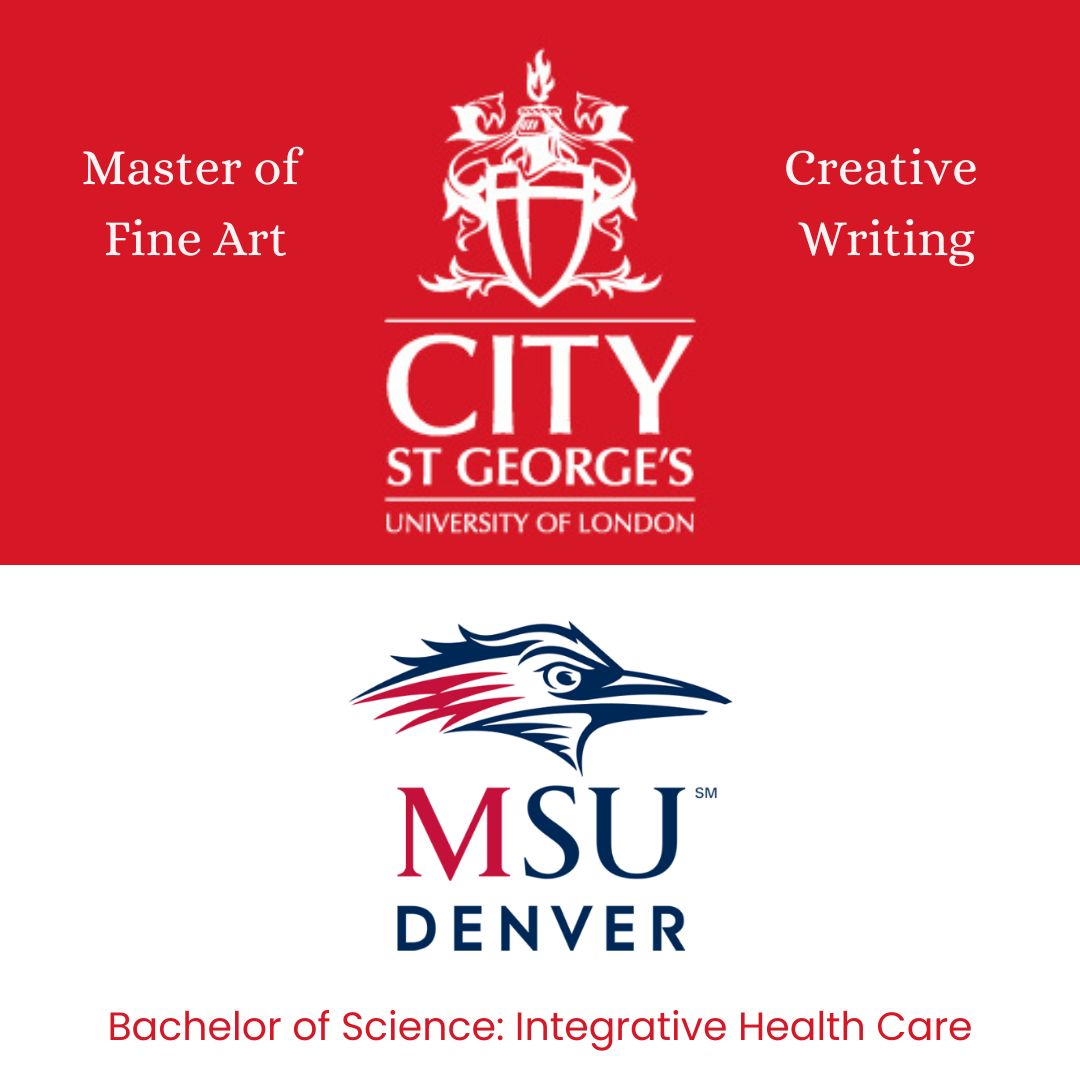 Master of
Fine Art
Creative
Writing
CITY
ST GEORGE'S
UNIVERSITY OF LONDON
MSU SM
DENVER
Bachelor of Science: Integrative Health Care